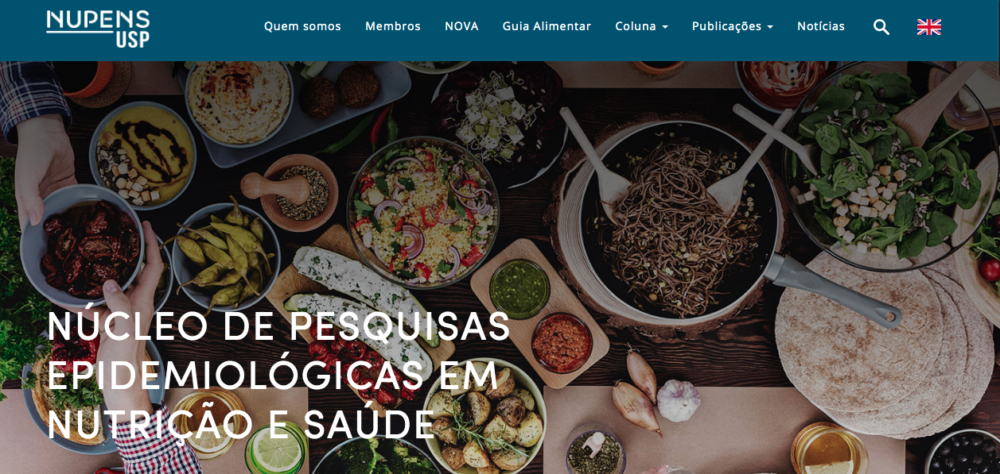 NUPENS
USP
Quem somos Membros NOVA Guia Alimentar Coluna Publicações Notícias
NÚCLEO DE PESQUISAS
EPIDEMIOLÓGICAS EM
NUTRIÇÃO E SAÚDE